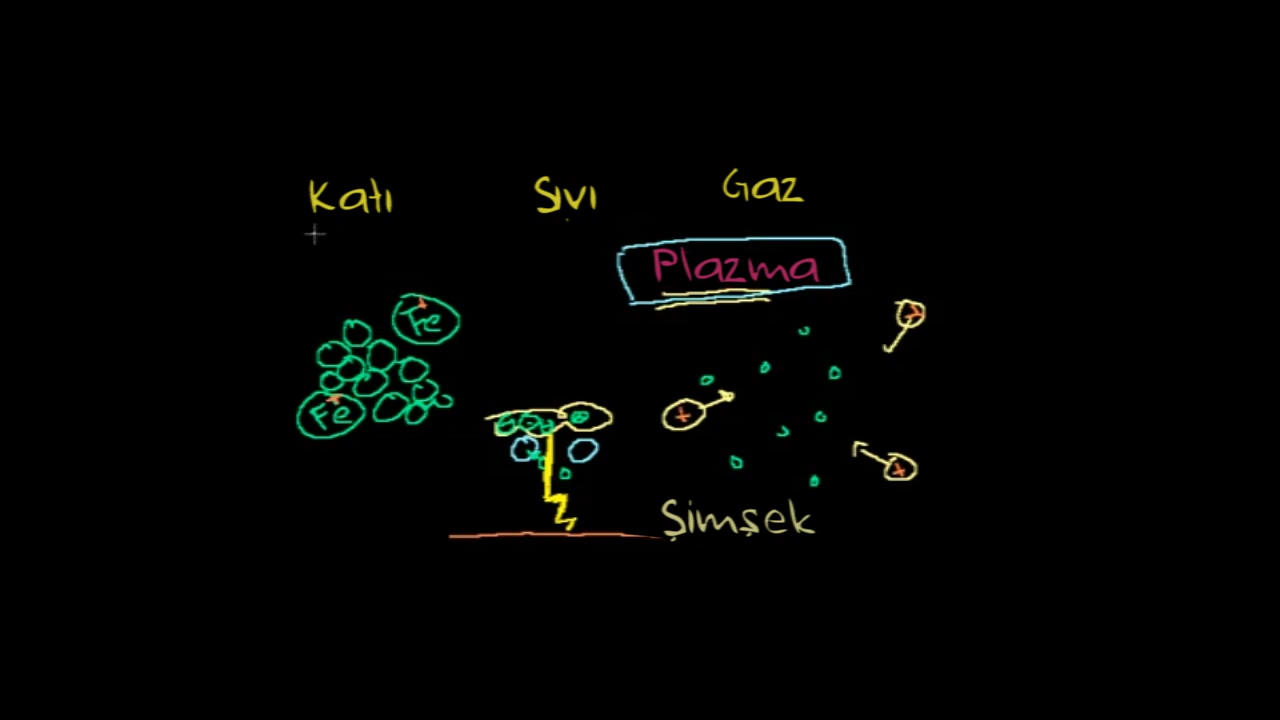 Katı Sıvı Gaz
Plazma
Fe
Fe
Şimşek